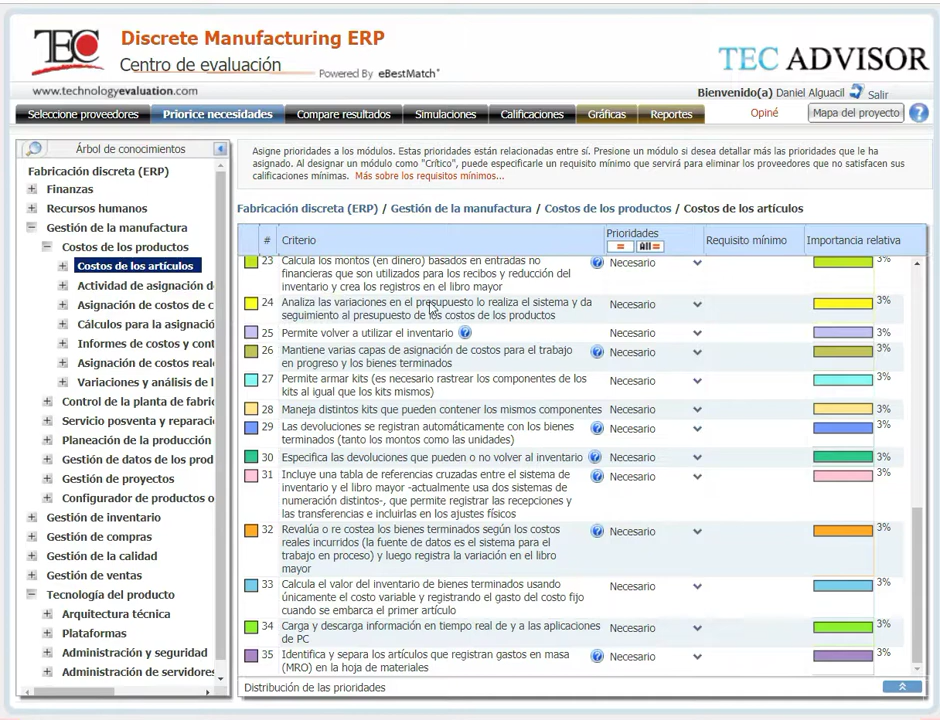 TEC
Discrete Manufacturing ERP
Centro de evaluación
Powered By eBestMatch™
www.technologyevaluation.com
TEC ADVISOR
Bienvenido(a) Daniel Alguacil Salir
Seleccione proveedores Priorice necesidades Compare resultados Simulaciones Calificaciones Gráficas Reportes Opiné Mapa del proyecto ?
Árbol de conocimientos
Fabricación discreta (ERP)
Finanzas
Recursos humanos
Gestión de la manufactura
Costos de los productos
Costos de los artículos
Actividad de asignación d
Asignación de costos de c
Cálculos para la asignació
Informes de costos y cont
Asignación de costos real
Variaciones y análisis de l
Control de la planta de fabric
Servicio posventa y reparaci
Planeación de la producción
Gestión de datos de los prod
Gestión de proyectos
Configurador de productos o
Gestión de inventario
Gestión de compras
Gestión de la calidad
Gestión de ventas
Tecnología del producto
Arquitectura técnica
Plataformas
Administración y seguridad
Administración de servidores
Asigne prioridades a los módulos. Estas prioridades están relacionadas entre sí. Presione un módulo si desea detallar más las prioridades que le ha
asignado. Al designar un módulo como "Crítico", puede especificarle un requisito mínimo que servirá para eliminar los proveedores que no satisfacen sus
calificaciones mínimas. Más sobre los requisitos mínimos...
Fabricación discreta (ERP) / Gestión de la manufactura / Costos de los productos / Costos de los artículos
# Criterio Prioridades Requisito mínimo Importancia relativa
= All =
23 Calcula los montos (en dinero) basados en entradas no ? Necesario 3%
financieras que son utilizados para los recibos y reducción del
inventario y crea los registros en el libro mayor
24 Analiza las variaciones en el presupuesto lo realiza el sistema y da Necesario 3%
seguimiento al presupuesto de los costos de los productos
25 Permite volver a utilizar el inventario ? Necesario 3%
26 Mantiene varias capas de asignación de costos para el trabajo ? Necesario 3%
en progreso y los bienes terminados
27 Permite armar kits (es necesario rastrear los componentes de los Necesario 3%
kits al igual que los kits mismos)
28 Maneja distintos kits que pueden contener los mismos componentes Necesario 3%
29 Las devoluciones se registran automáticamente con los bienes ? Necesario 3%
terminados (tanto los montos como las unidades)
30 Especifica las devoluciones que pueden o no volver al inventario ? Necesario 3%
31 Incluye una tabla de referencias cruzadas entre el sistema de ? Necesario 3%
inventario y el libro mayor -actualmente usa dos sistemas de
numeración distintos-, que permite registrar las recepciones y
las transferencias e incluirlas en los ajustes físicos
32 Revalúa o re costea los bienes terminados según los costos ? Necesario 3%
reales incurridos (la fuente de datos es el sistema para el
trabajo en proceso) y luego registra la variación en el libro
mayor
33 Calcula el valor del inventario de bienes terminados usando Necesario 3%
únicamente el costo variable y registrando el gasto del costo fijo
cuando se embarca el primer artículo
34 Carga y descarga información en tiempo real de y a las aplicaciones Necesario 3%
de PC
35 Identifica y separa los artículos que registran gastos en masa ? Necesario 3%
(MRO) en la hoja de materiales
Distribución de las prioridades